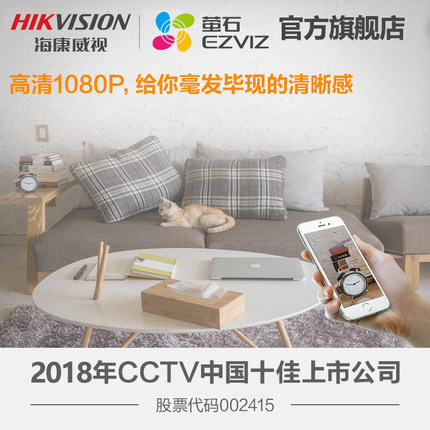 HIKVISION
海康威视
萤石
EZVIZ
官方旗舰店
高清1080P, 给你毫发毕现的清晰感
2018年CCTV中国十佳上市公司
股票代码002415